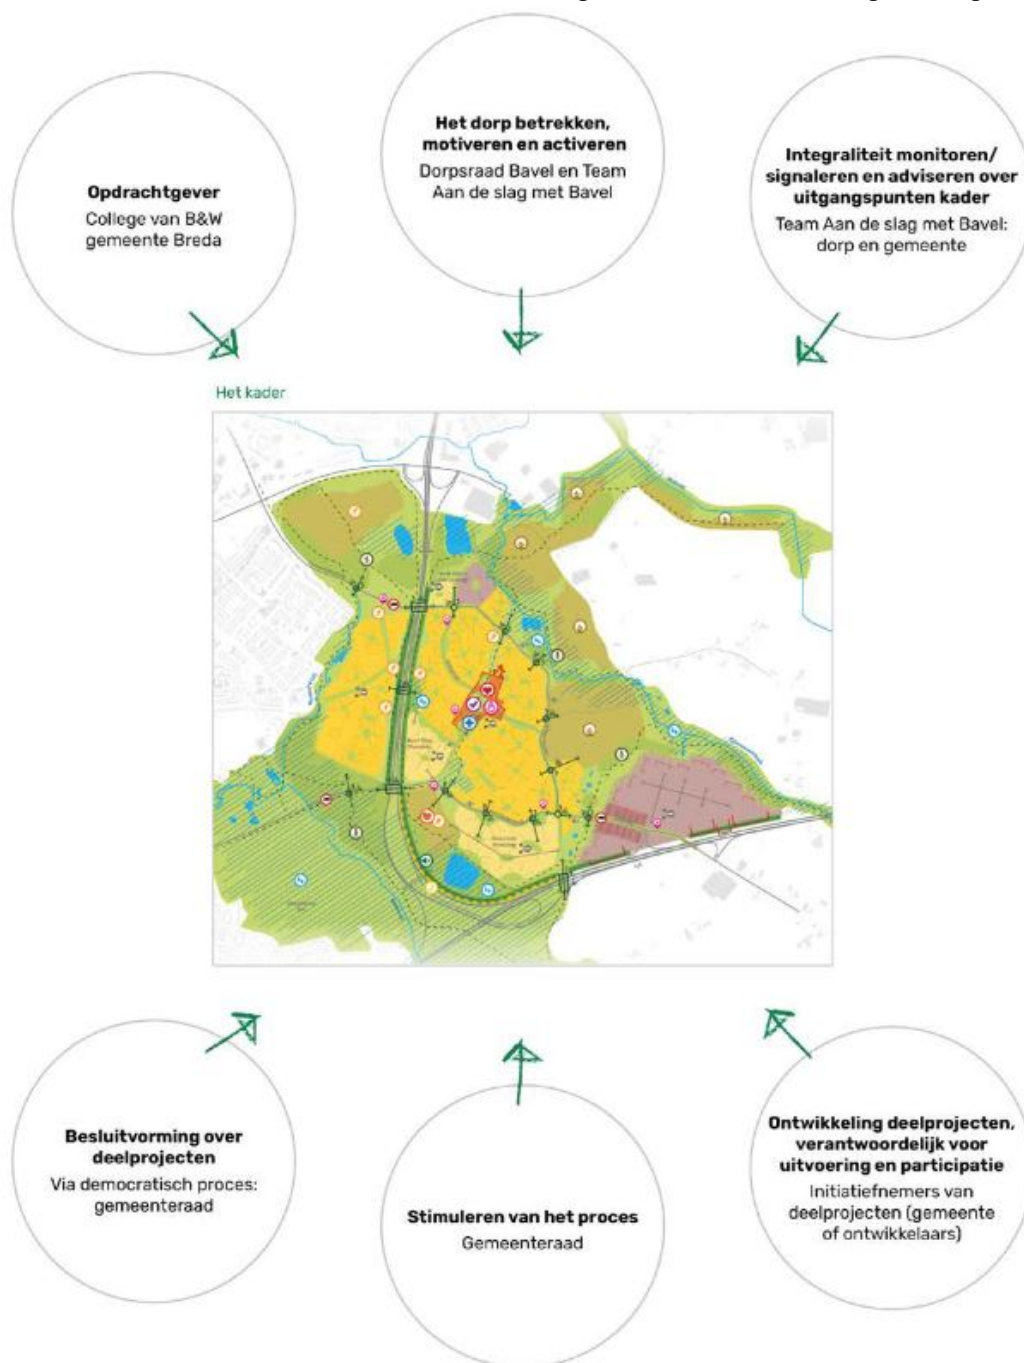 Het dorp betrekken,
motiveren en activeren
Dorpsraad Bavel en Team
Aan de slag met Bavel
Opdrachtgever
College van B&W
gemeente Breda
Integraliteit monitoren/
signaleren en adviseren over
uitgangspunten kader
Team Aan de slag met Bavel:
dorp en gemeente
Het kader
Besluitvorming over
deelprojecten
Via democratisch proces:
gemeenteraad
Stimuleren van het proces
Gemeenteraad
Ontwikkeling deelprojecten,
verantwoordelijk voor
uitvoering en participatie
Initiatiefnemers van
deelprojecten (gemeente
of ontwikkelaars)